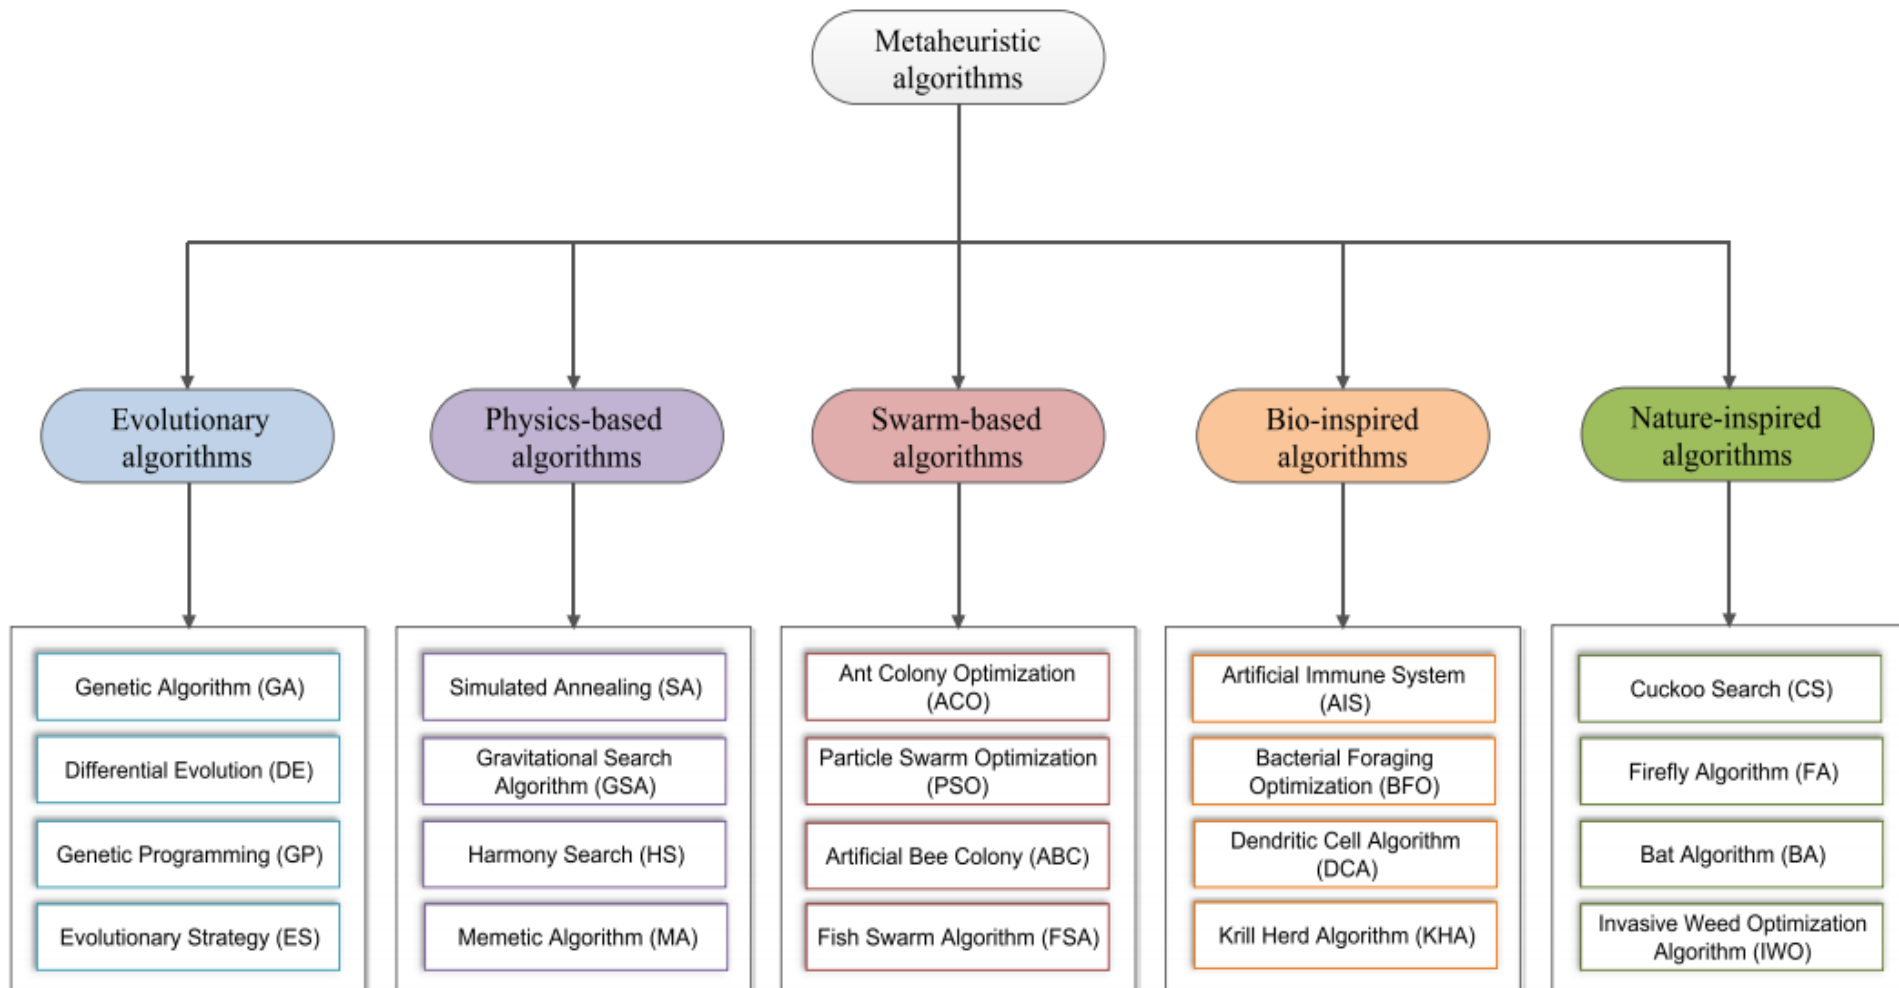 Metaheuristic
algorithms
Evolutionary
algorithms
Physics-based
algorithms
Swarm-based
algorithms
Bio-inspired
algorithms
Nature-inspired
algorithms
Genetic Algorithm (GA)
Differential Evolution (DE)
Genetic Programming (GP)
Evolutionary Strategy (ES)
Simulated Annealing (SA)
Gravitational Search
Algorithm (GSA)
Harmony Search (HS)
Memetic Algorithm (MA)
Ant Colony Optimization
(ACO)
Particle Swarm Optimization
(PSO)
Artificial Bee Colony (ABC)
Fish Swarm Algorithm (FSA)
Artificial Immune System
(AIS)
Bacterial Foraging
Optimization (BFO)
Dendritic Cell Algorithm
(DCA)
Krill Herd Algorithm (KHA)
Cuckoo Search (CS)
Firefly Algorithm (FA)
Bat Algorithm (BA)
Invasive Weed Optimization
Algorithm (IWO)